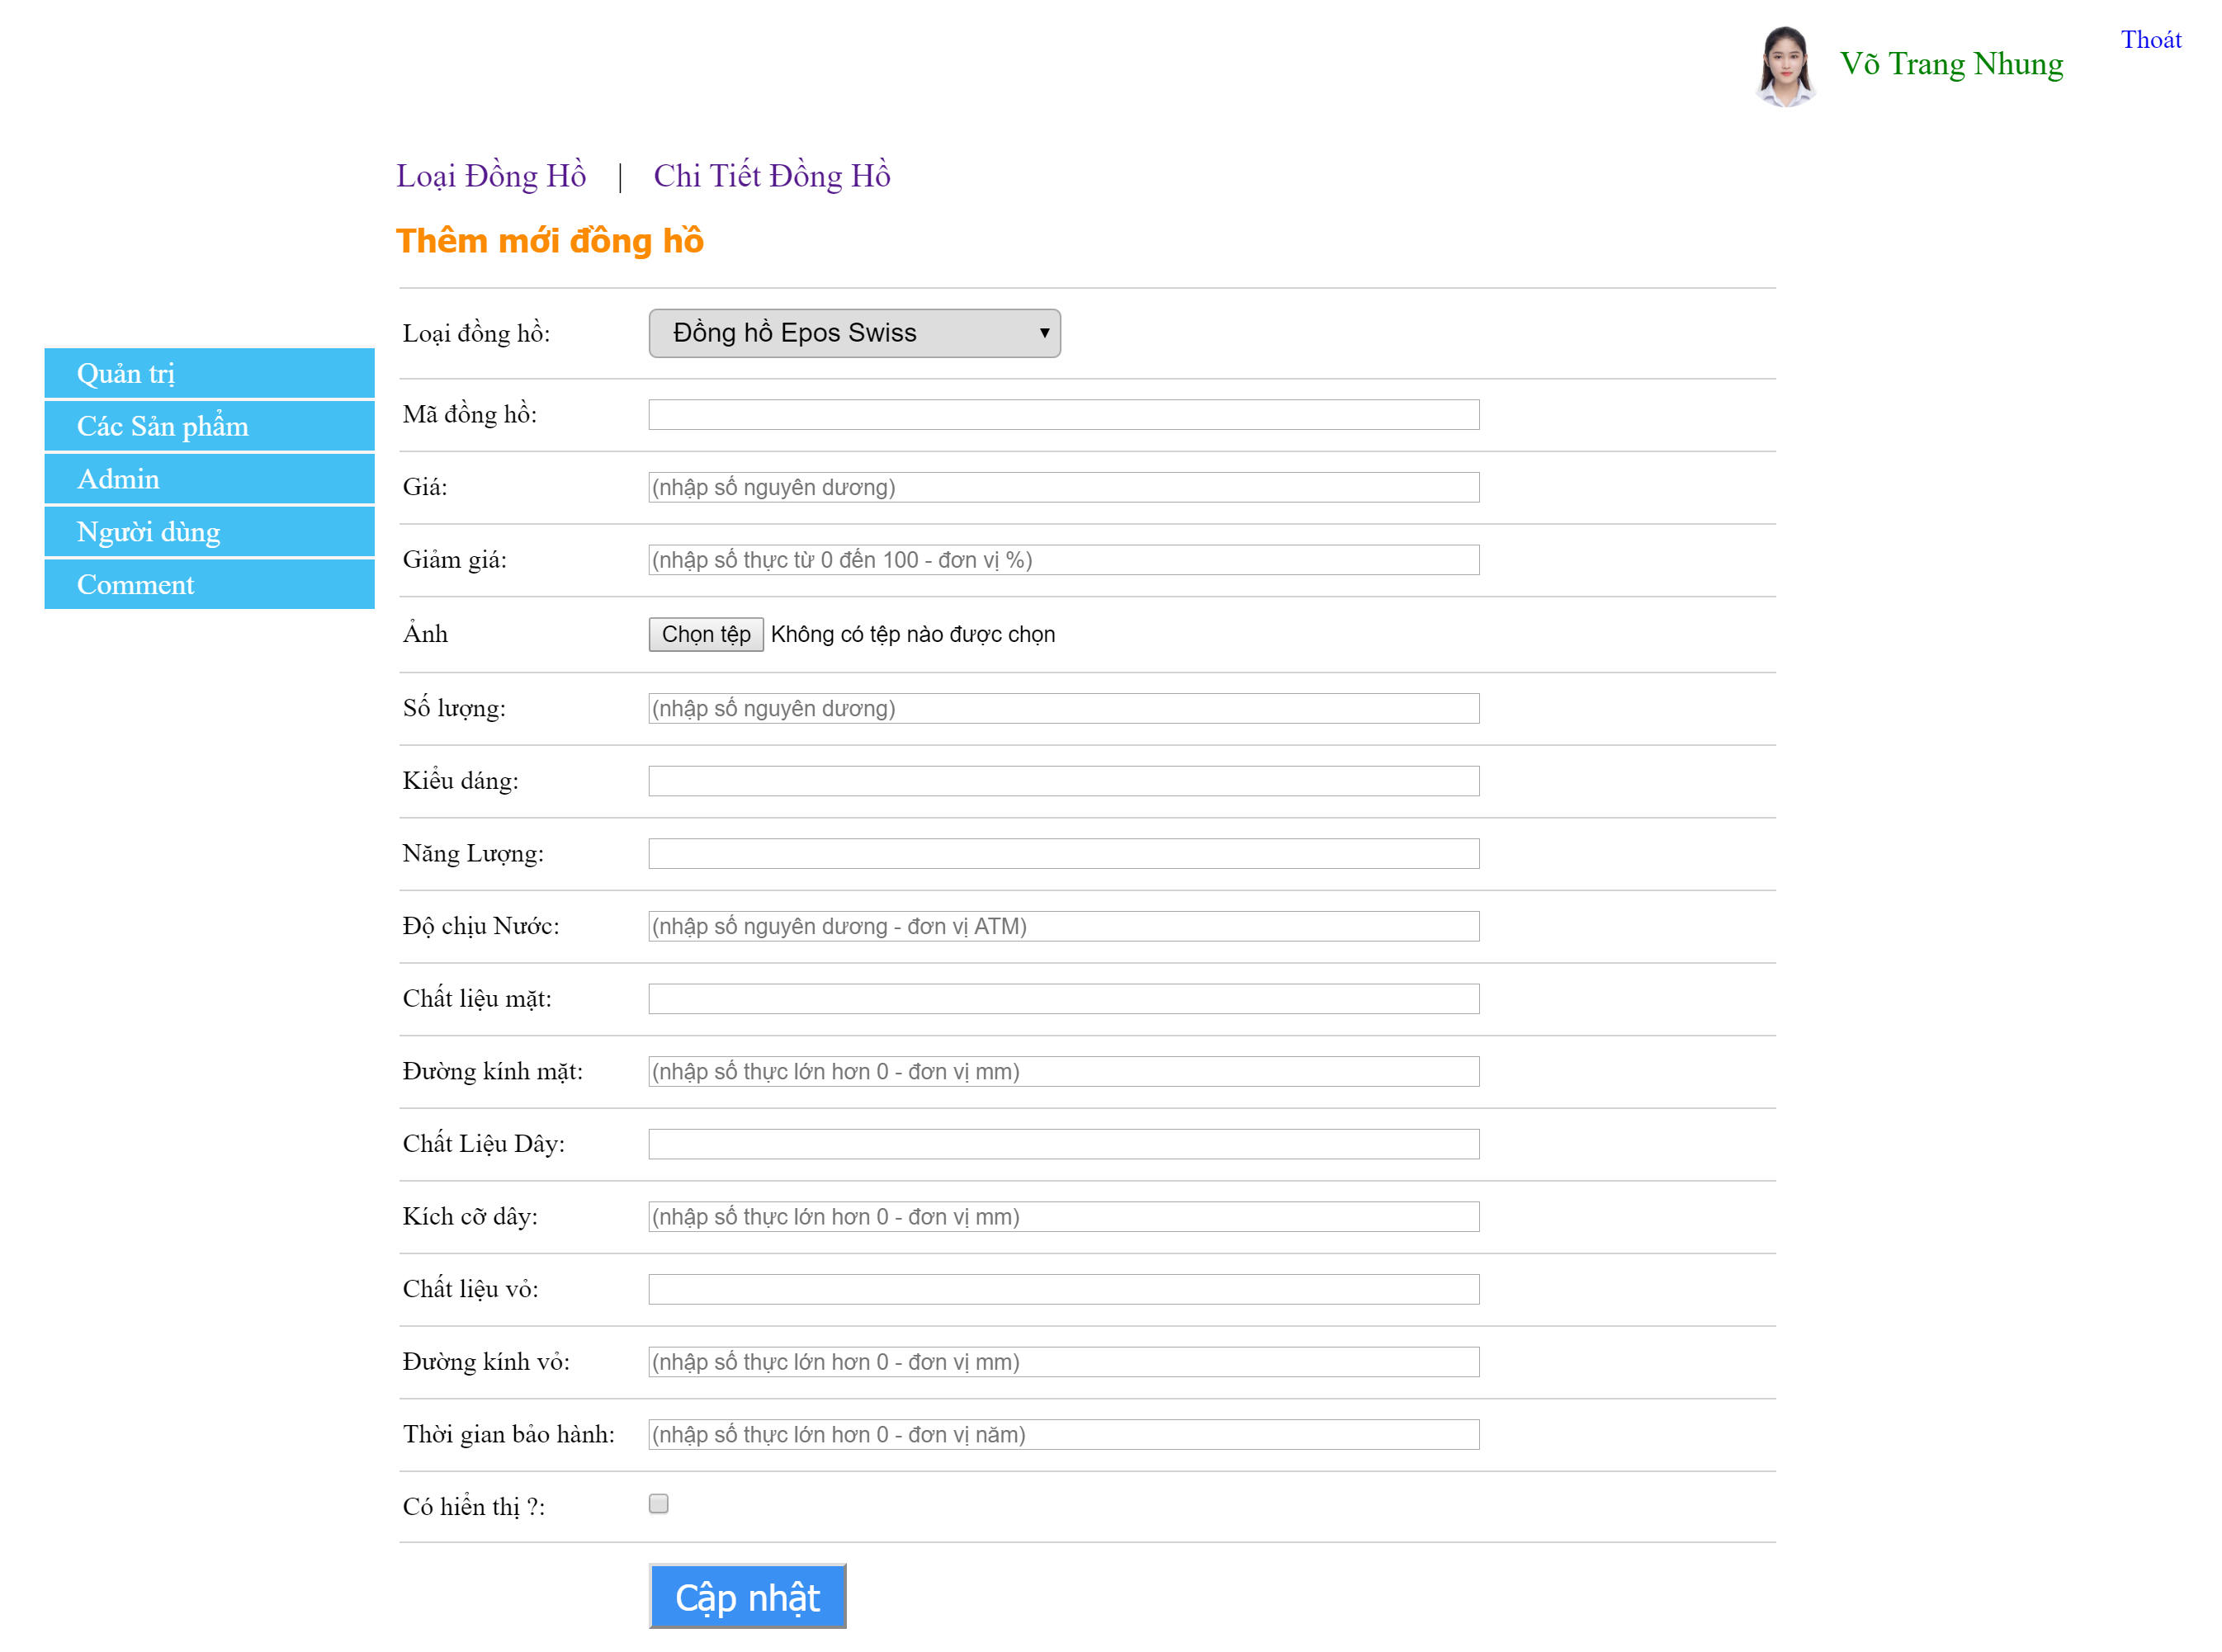 Võ Trang Nhung
Thoát
Loại Đồng Hồ | Chi Tiết Đồng Hồ
Thêm mới đồng hồ
Quản trị
Các Sản phẩm
Admin
Người dùng
Comment
Loại đồng hồ: Đồng hồ Epos Swiss
Mã đồng hồ:
Giá: (nhập số nguyên dương)
Giảm giá: (nhập số thực từ 0 đến 100 - đơn vị %)
Ảnh Chọn tệp Không có tệp nào được chọn
Số lượng: (nhập số nguyên dương)
Kiểu dáng:
Năng Lượng:
Độ chịu Nước: (nhập số nguyên dương - đơn vị ATM)
Chất liệu mặt:
Đường kính mặt: (nhập số thực lớn hơn 0 - đơn vị mm)
Chất Liệu Dây:
Kích cỡ dây: (nhập số thực lớn hơn 0 - đơn vị mm)
Chất liệu vỏ:
Đường kính vỏ: (nhập số thực lớn hơn 0 - đơn vị mm)
Thời gian bảo hành: (nhập số thực lớn hơn 0 - đơn vị năm)
Có hiển thị ?:
Cập nhật